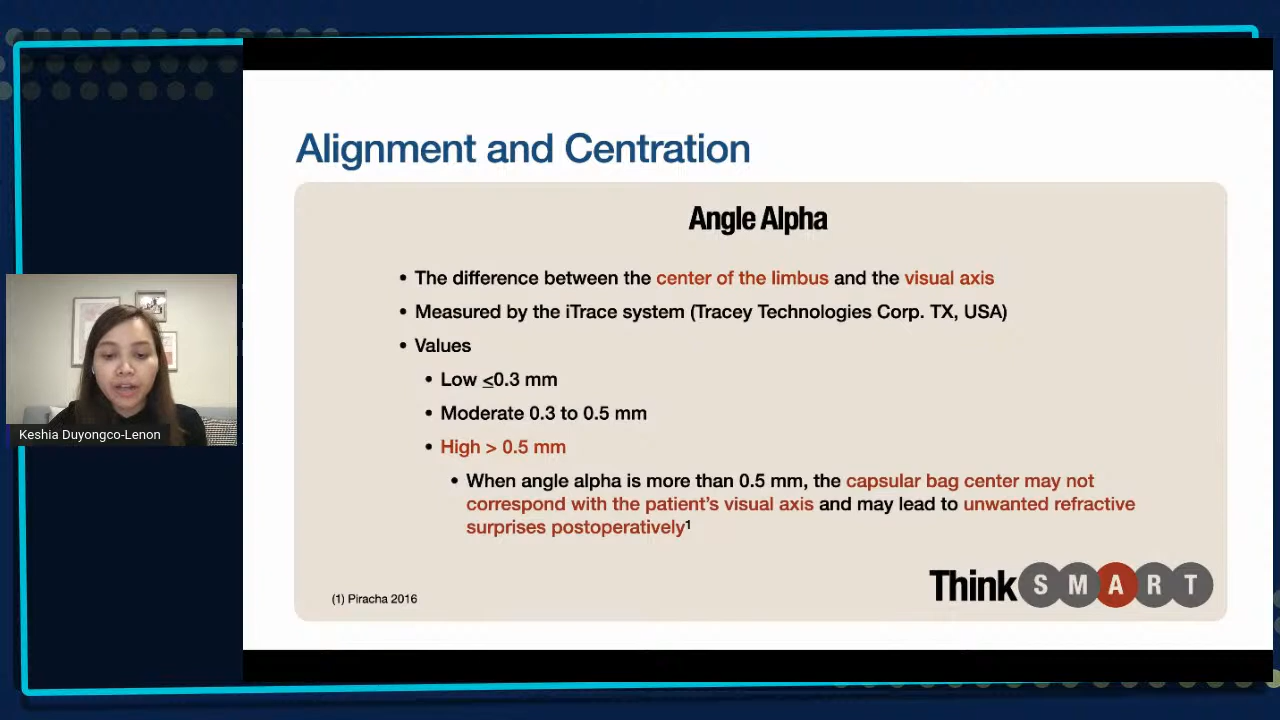 Alignment and Centration
Angle Alpha
• The difference between the center of the limbus and the visual axis
• Measured by the iTrace system (Tracey Technologies Corp. TX, USA)
• Values
• Low ≤0.3 mm
• Moderate 0.3 to 0.5 mm
• High > 0.5 mm
• When angle alpha is more than 0.5 mm, the capsular bag center may not
correspond with the patient's visual axis and may lead to unwanted refractive
surprises postoperatively¹
(1) Piracha 2016
Think S M A R T
Keshia Duyongco-Lenon